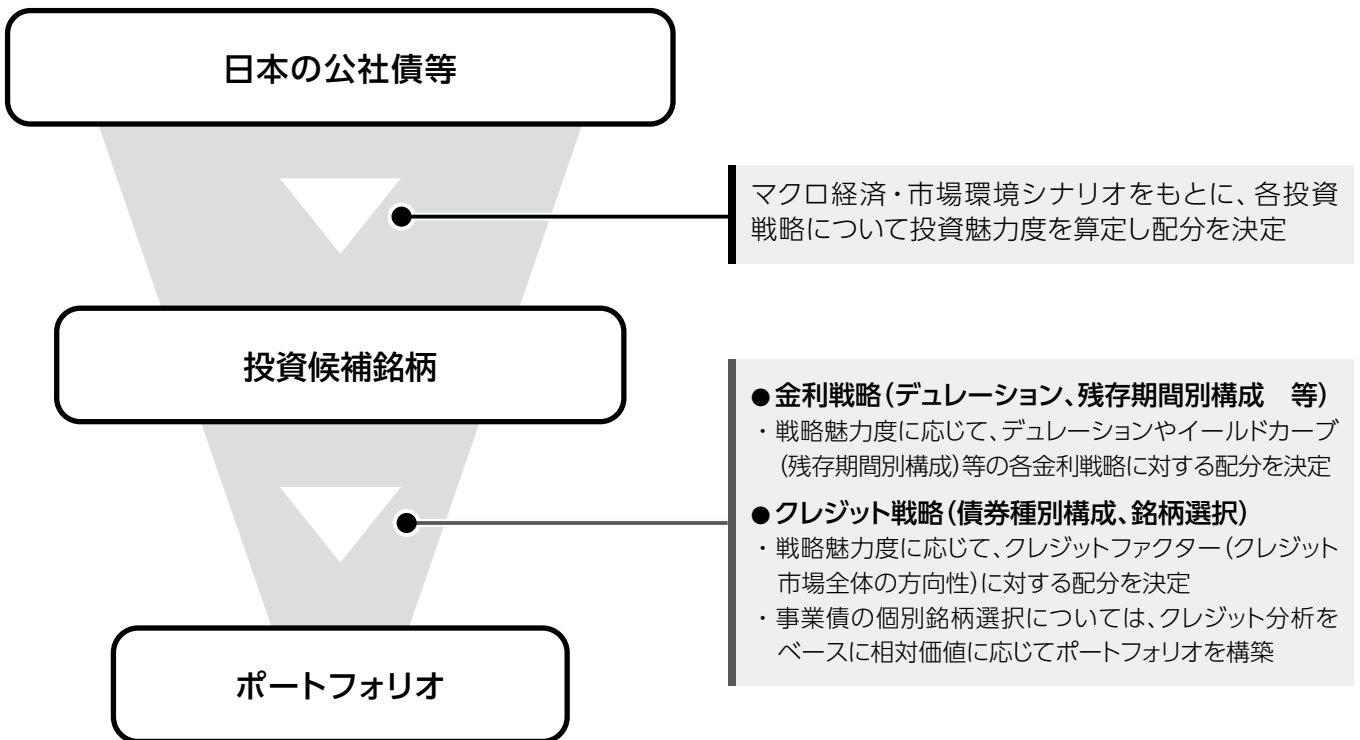 日本の公社債等
マクロ経済・市場環境シナリオをもとに、各投資
戦略について投資魅力度を算定し配分を決定
投資候補銘柄
●金利戦略(デュレーション、残存期間別構成　等)
・戦略魅力度に応じて、デュレーションやイールドカーブ
(残存期間別構成)等の各金利戦略に対する配分を決定
●クレジット戦略(債券種別構成、銘柄選択)
・戦略魅力度に応じて、クレジットファクター(クレジット
市場全体の方向性)に対する配分を決定
・事業債の個別銘柄選択については、クレジット分析を
ベースに相対価値に応じてポートフォリオを構築
ポートフォリオ